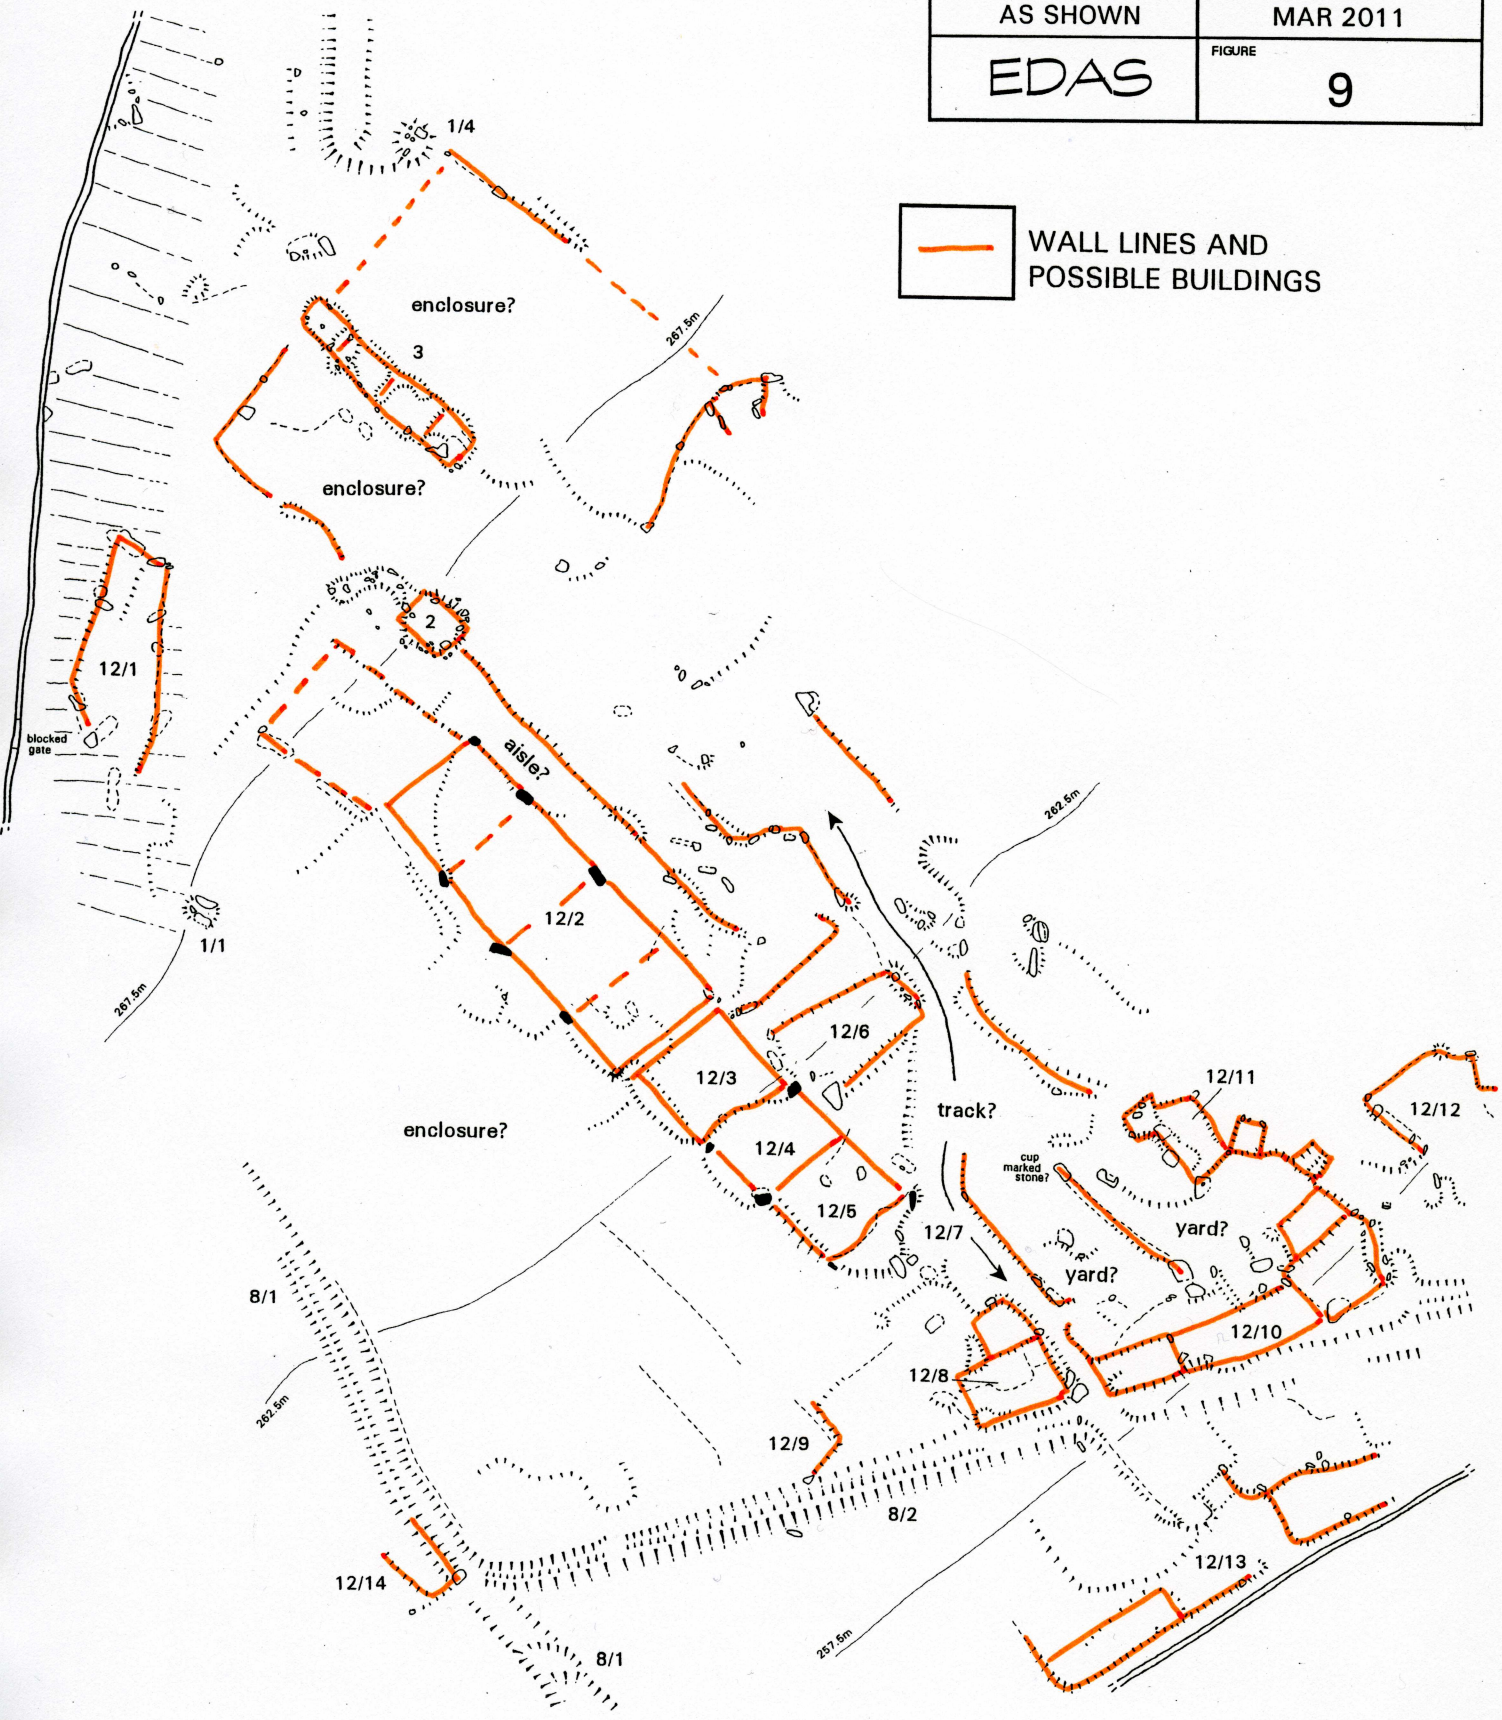 AS SHOWN
MAR 2011
EDAS
FIGURE
9
WALL LINES AND
POSSIBLE BUILDINGS
1/4
enclosure?
3
267.5m
enclosure?
2
12/1
blocked
gate
aisle?
262.5m
12/2
1/1
267.5m
12/6
12/3
12/11
track?
12/12
enclosure?
12/4
cup
marked
stone?
12/5
12/7
yard?
yard?
8/1
12/10
12/8
262.5m
12/9
8/2
12/13
12/14
257.5m
8/1